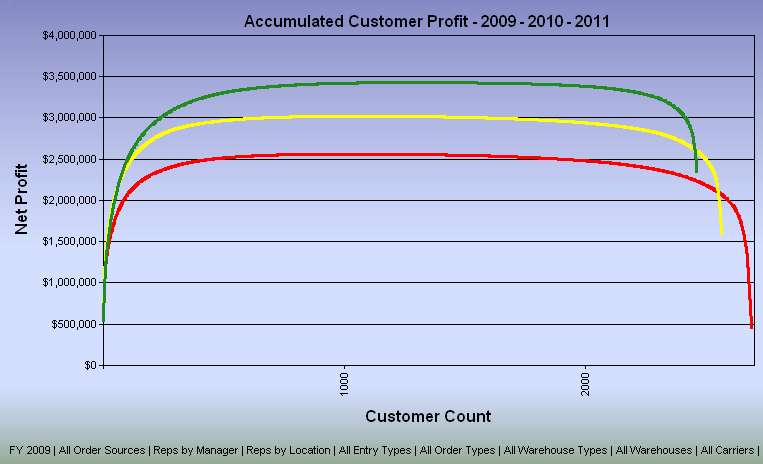 Accumulated Customer Profit - 2009 - 2010 - 2011
$4,000,000
$3,500,000
$3,000,000
$2,500,000
$2,000,000
$1,500,000
$1,000,000
$500,000
$0
Net Profit
1000
2000
Customer Count
FY 2009 | All Order Sources | Reps by Manager | Reps by Location | All Entry Types | All Order Types | All Warehouse Types | All Warehouses | All Carriers |